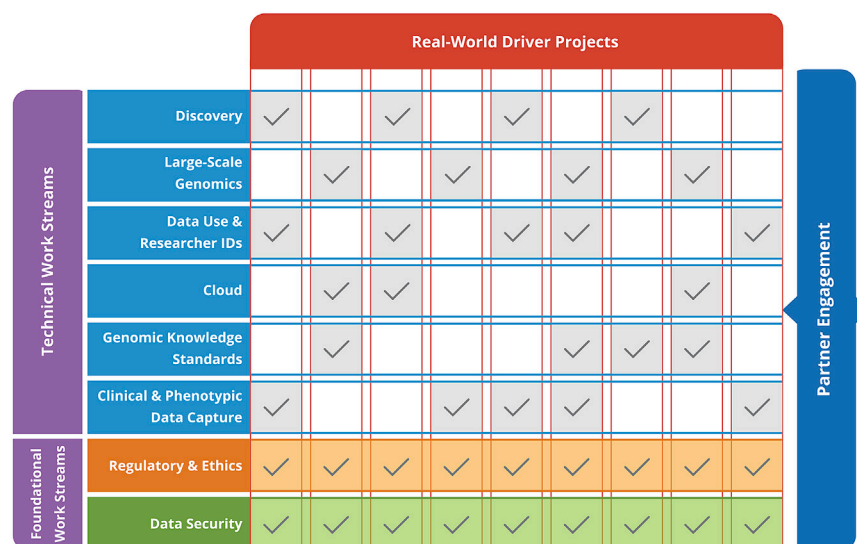 Real-World Driver Projects
Technical Work Streams
Discovery
Large-Scale
Genomics
Data Use &
Researcher IDs
Cloud
Genomic Knowledge
Standards
Clinical & Phenotypic
Data Capture
Foundational
Work Streams
Regulatory & Ethics
Data Security
Partner Engagement